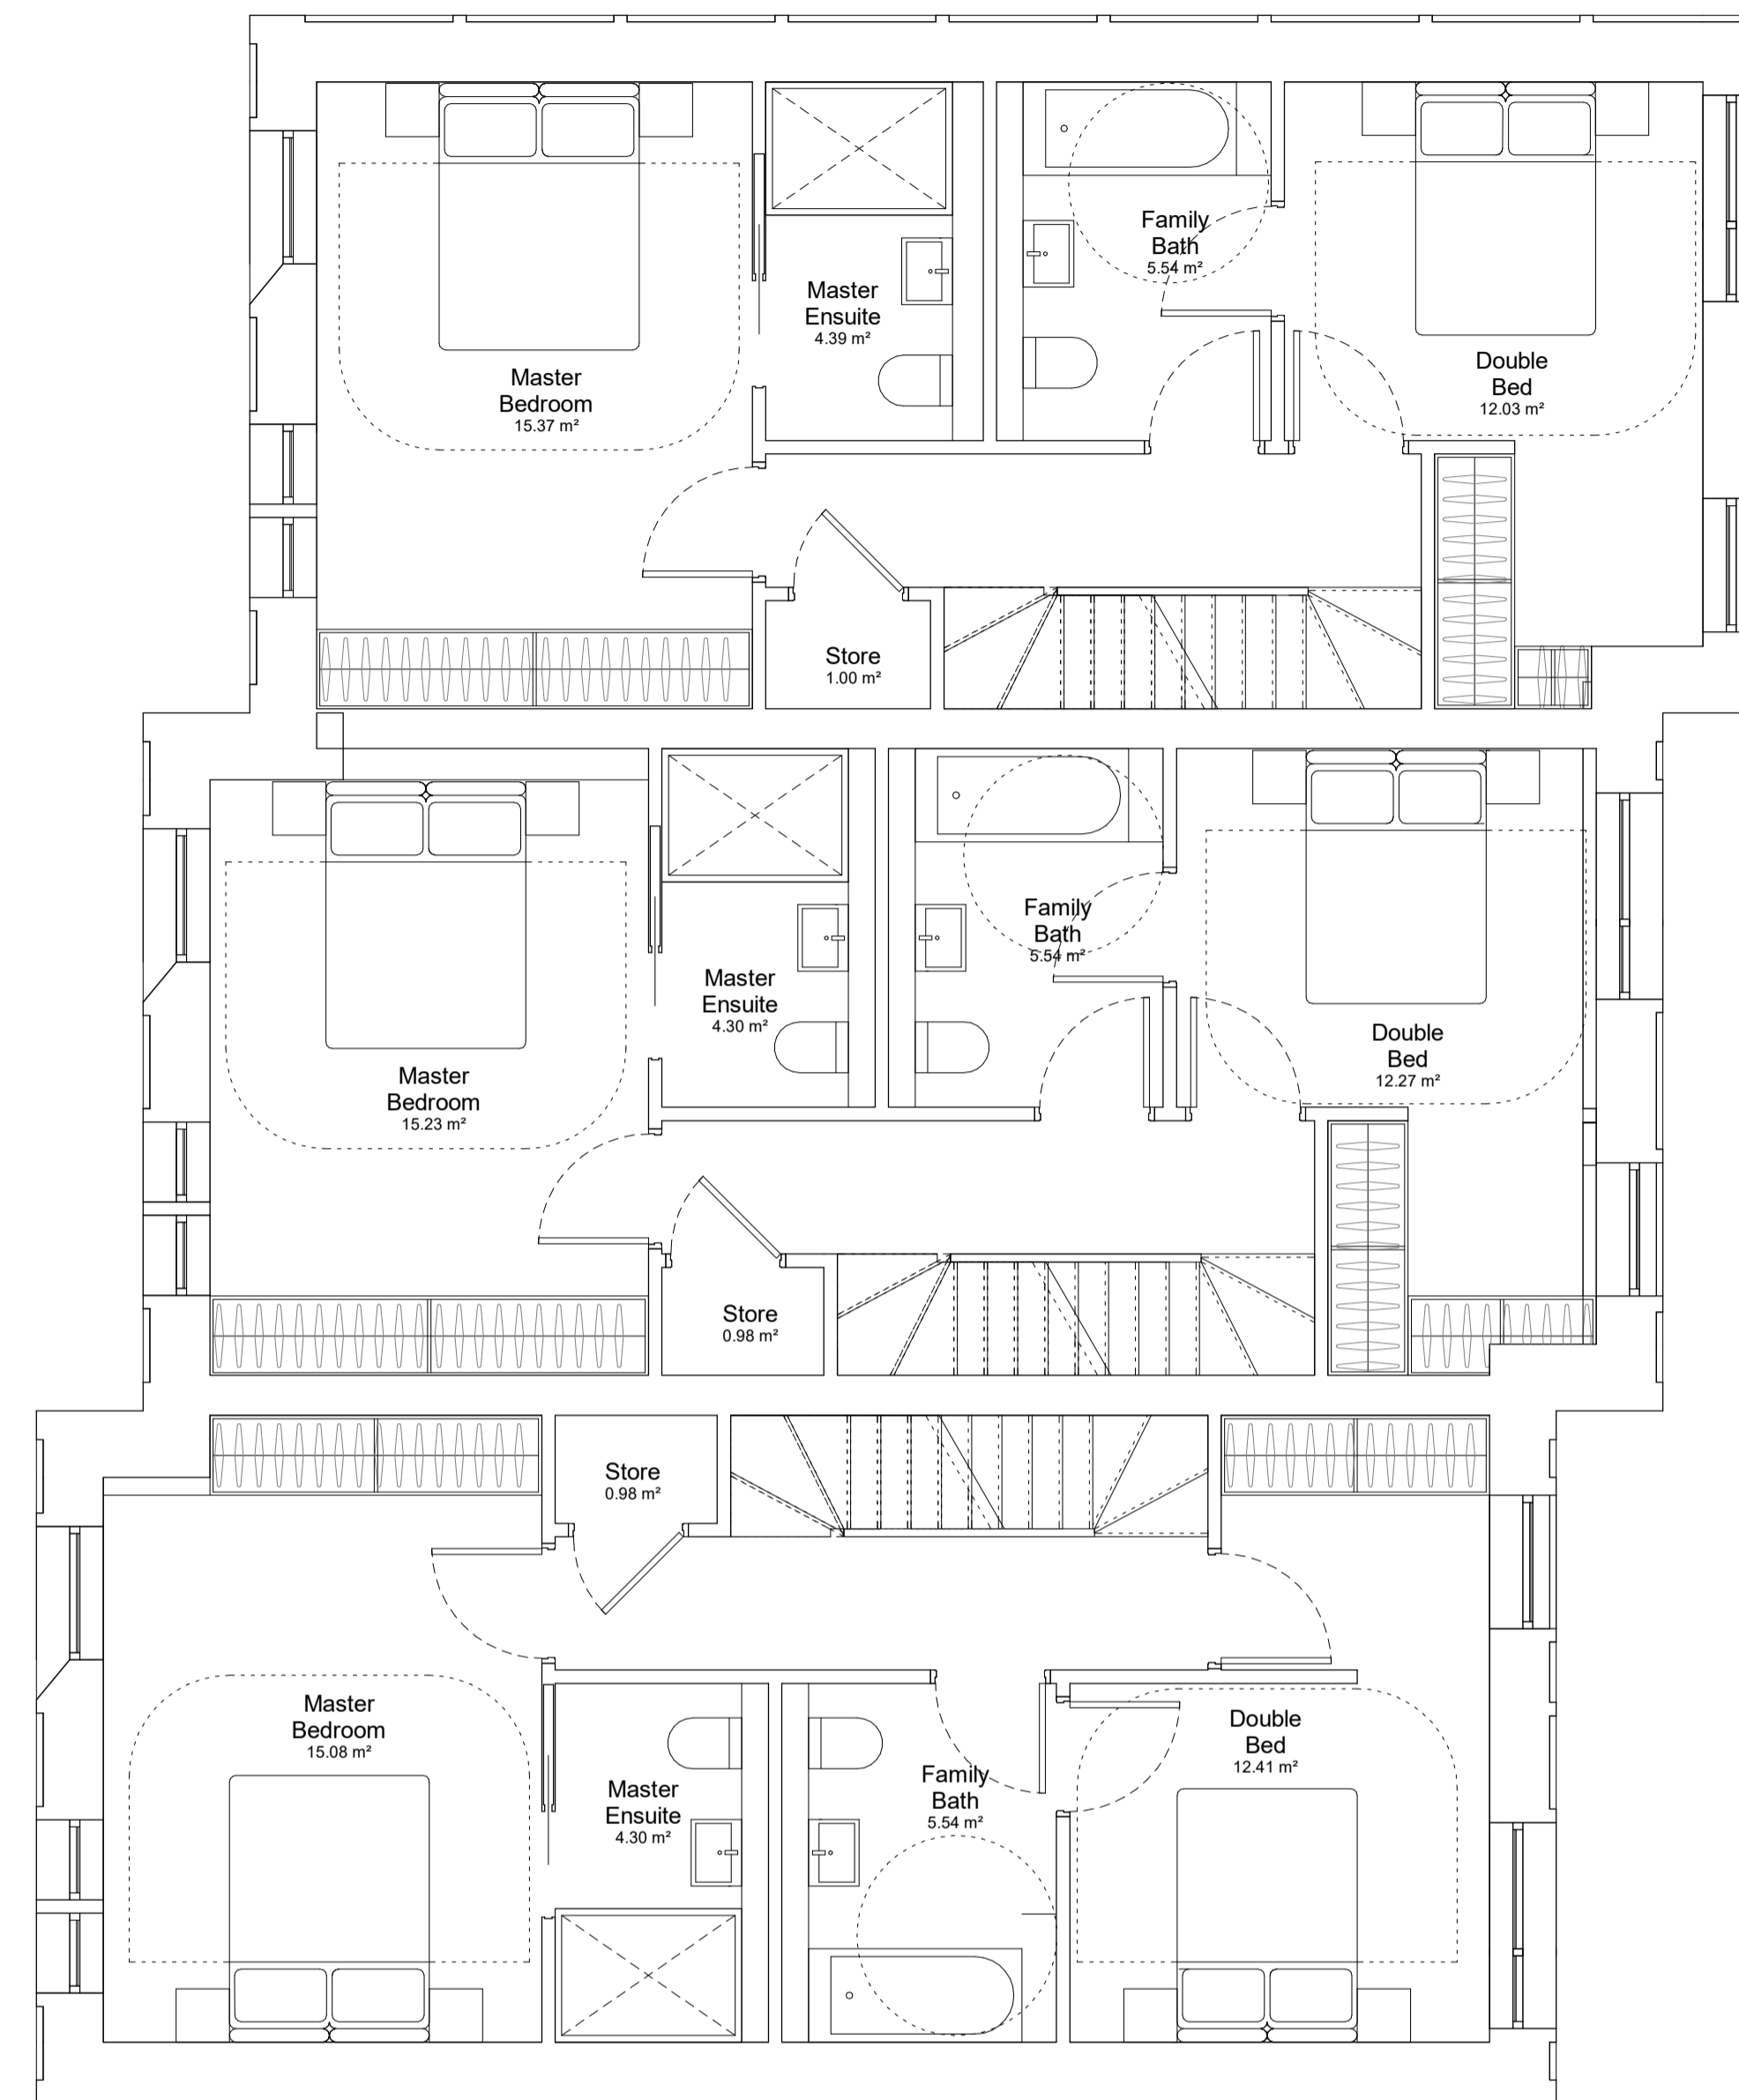 Family
Bath
5.54 m²
Master
Ensuite
4.39 m²
Double
Bed
12.03 m²
Master
Bedroom
15.37 m²
Store
1.00 m²
Family
Bath
5.54 m²
Master
Ensuite
4.30 m²
Double
Bed
12.27 m²
Master
Bedroom
15.23 m²
Store
0.98 m²
Store
0.98 m²
Master
Bedroom
15.08 m²
Double
Bed
12.41 m²
Family
Bath
5.54 m²
Master
Ensuite
4.30 m²